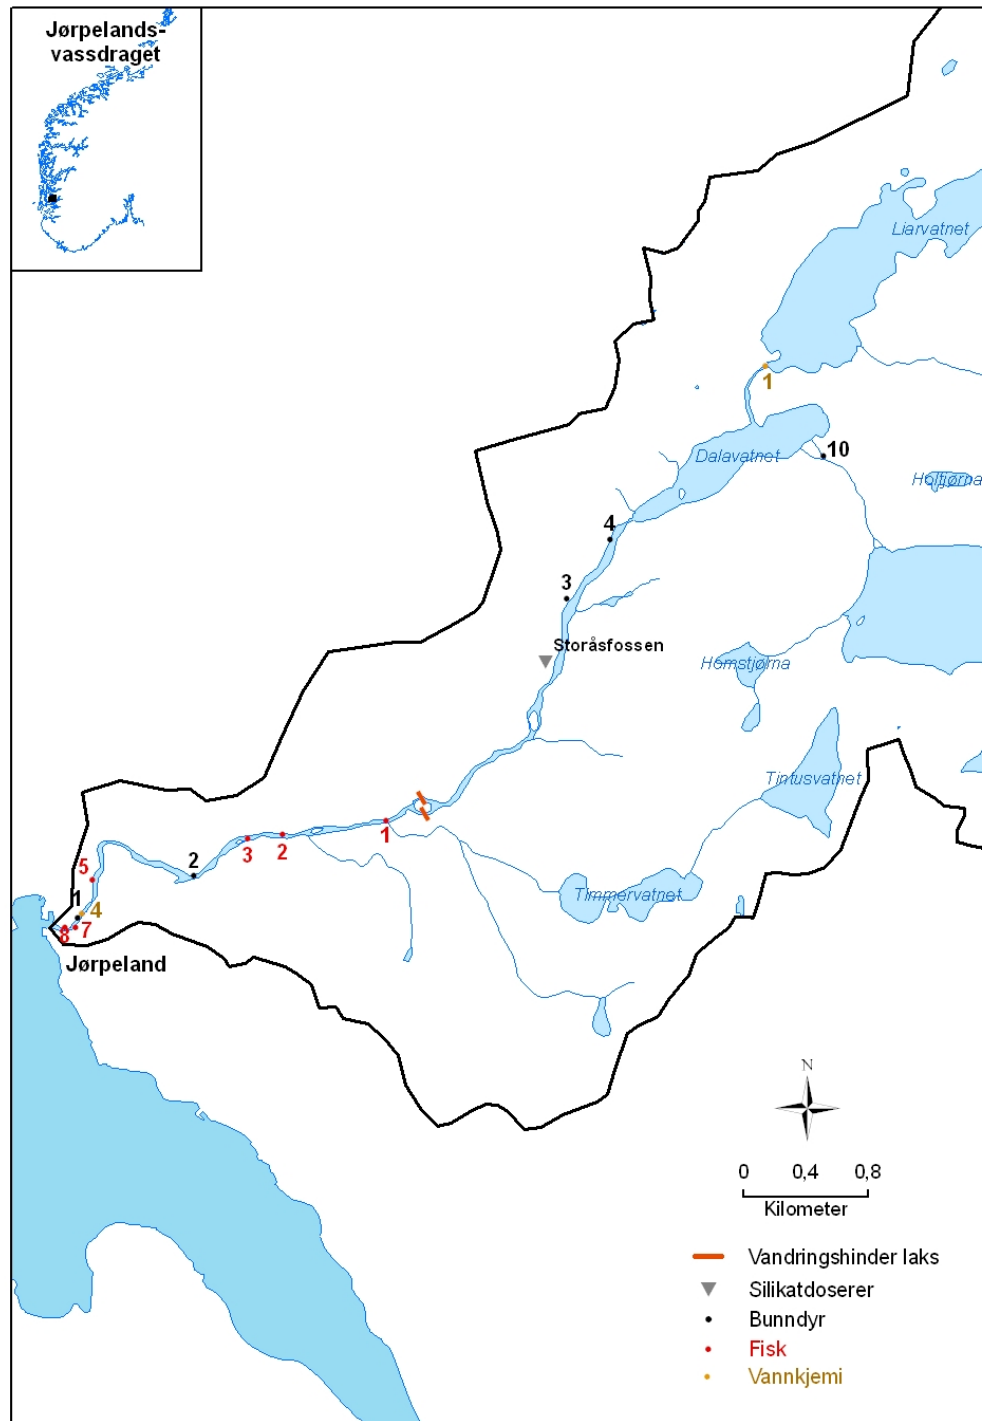 Jørpelands-
vassdraget
Liarvatnet
1
Dalavatnet
10
Holtjørna
4
3
Storåsfossen
Homstjørna
Tintusvatnet
1
2
3
2
5
Timmervatnet
1
4
8
7
Jørpeland
N
0 0,4 0,8
Kilometer
Vandringshinder laks
Silikatdoserer
Bunndyr
Fisk
Vannkjemi